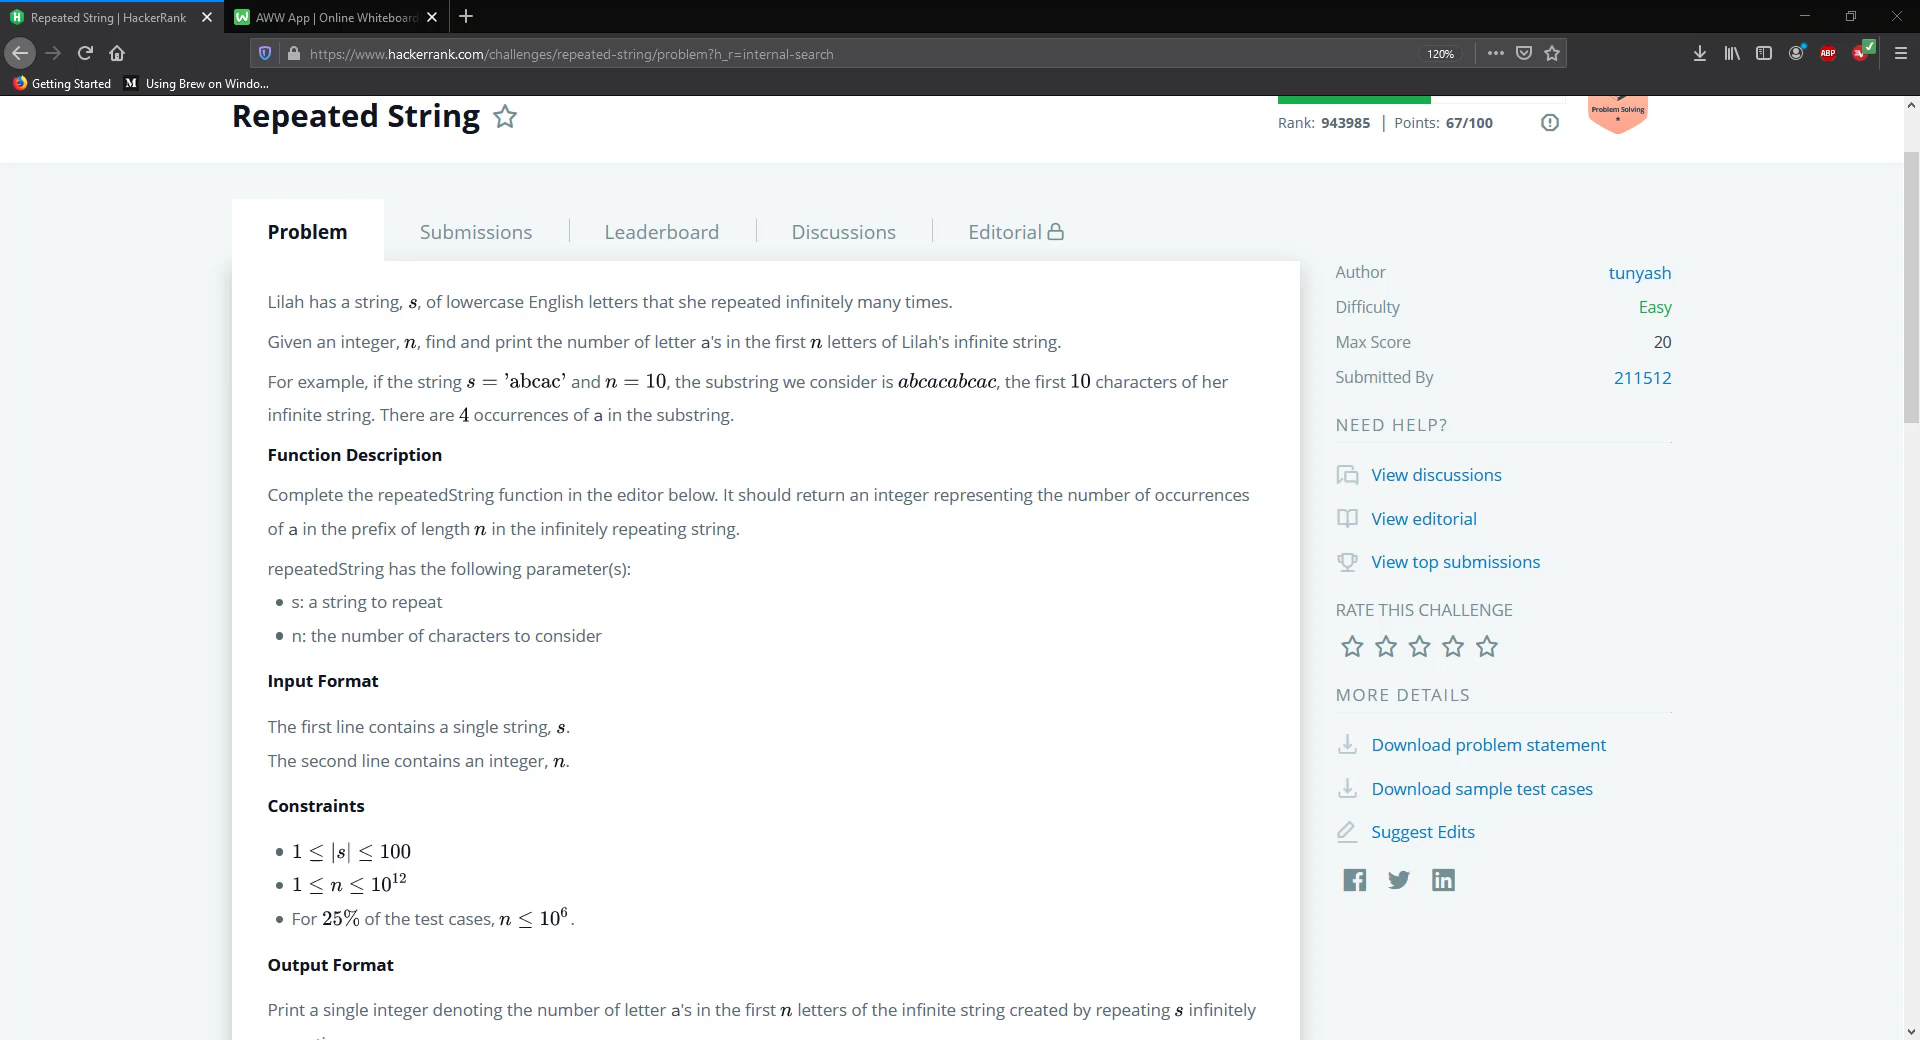 Repeated String | HackerRank
AWW App | Online Whiteboard
https://www.hackerrank.com/challenges/repeated-string/problem?h_r=internal-search
120%
ABP
Getting Started
M Using Brew on Windo...
Repeated String
Rank: 943985 | Points: 67/100
Problem Solving
Problem
Submissions
Leaderboard
Discussions
Editorial
Lilah has a string, s, of lowercase English letters that she repeated infinitely many times.
Given an integer, n, find and print the number of letter a's in the first n letters of Lilah's infinite string.
For example, if the string s = 'abcac' and n = 10, the substring we consider is abcacabcac, the first 10 characters of her
infinite string. There are 4 occurrences of a in the substring.
Function Description
Complete the repeatedString function in the editor below. It should return an integer representing the number of occurrences
of a in the prefix of length n in the infinitely repeating string.
repeatedString has the following parameter(s):
• s: a string to repeat
• n: the number of characters to consider
Input Format
The first line contains a single string, s.
The second line contains an integer, n.
Constraints
• 1 ≤ |s| ≤ 100
• 1 ≤ n ≤ 10¹²
• For 25% of the test cases, n ≤ 10⁶.
Output Format
Print a single integer denoting the number of letter a's in the first n letters of the infinite string created by repeating s infinitely
Author tunyash
Difficulty Easy
Max Score 20
Submitted By 211512
NEED HELP?
View discussions
View editorial
View top submissions
RATE THIS CHALLENGE
MORE DETAILS
Download problem statement
Download sample test cases
Suggest Edits